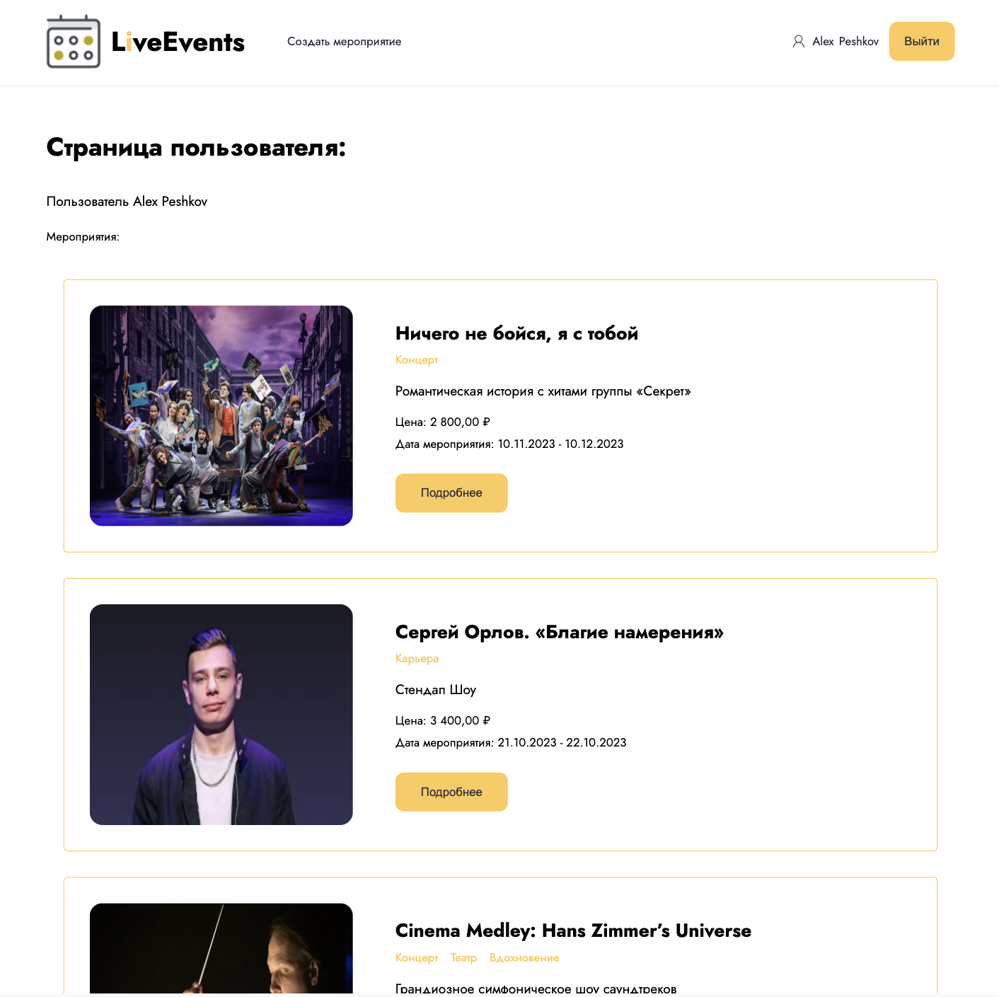 LiveEvents
Создать мероприятие
Alex Peshkov
Выйти
Страница пользователя:
Пользователь Alex Peshkov
Мероприятия:
Ничего не бойся, я с тобой
Концерт
Романтическая история с хитами группы «Секрет»
Цена: 2 800,00 ₽
Дата мероприятия: 10.11.2023 - 10.12.2023
Подробнее
Сергей Орлов. «Благие намерения»
Карьера
Стендап Шоу
Цена: 3 400,00 ₽
Дата мероприятия: 21.10.2023 - 22.10.2023
Подробнее
Cinema Medley: Hans Zimmer’s Universe
Концерт Театр Вдохновение
Грандиозное симфоническое шоу саундтреков